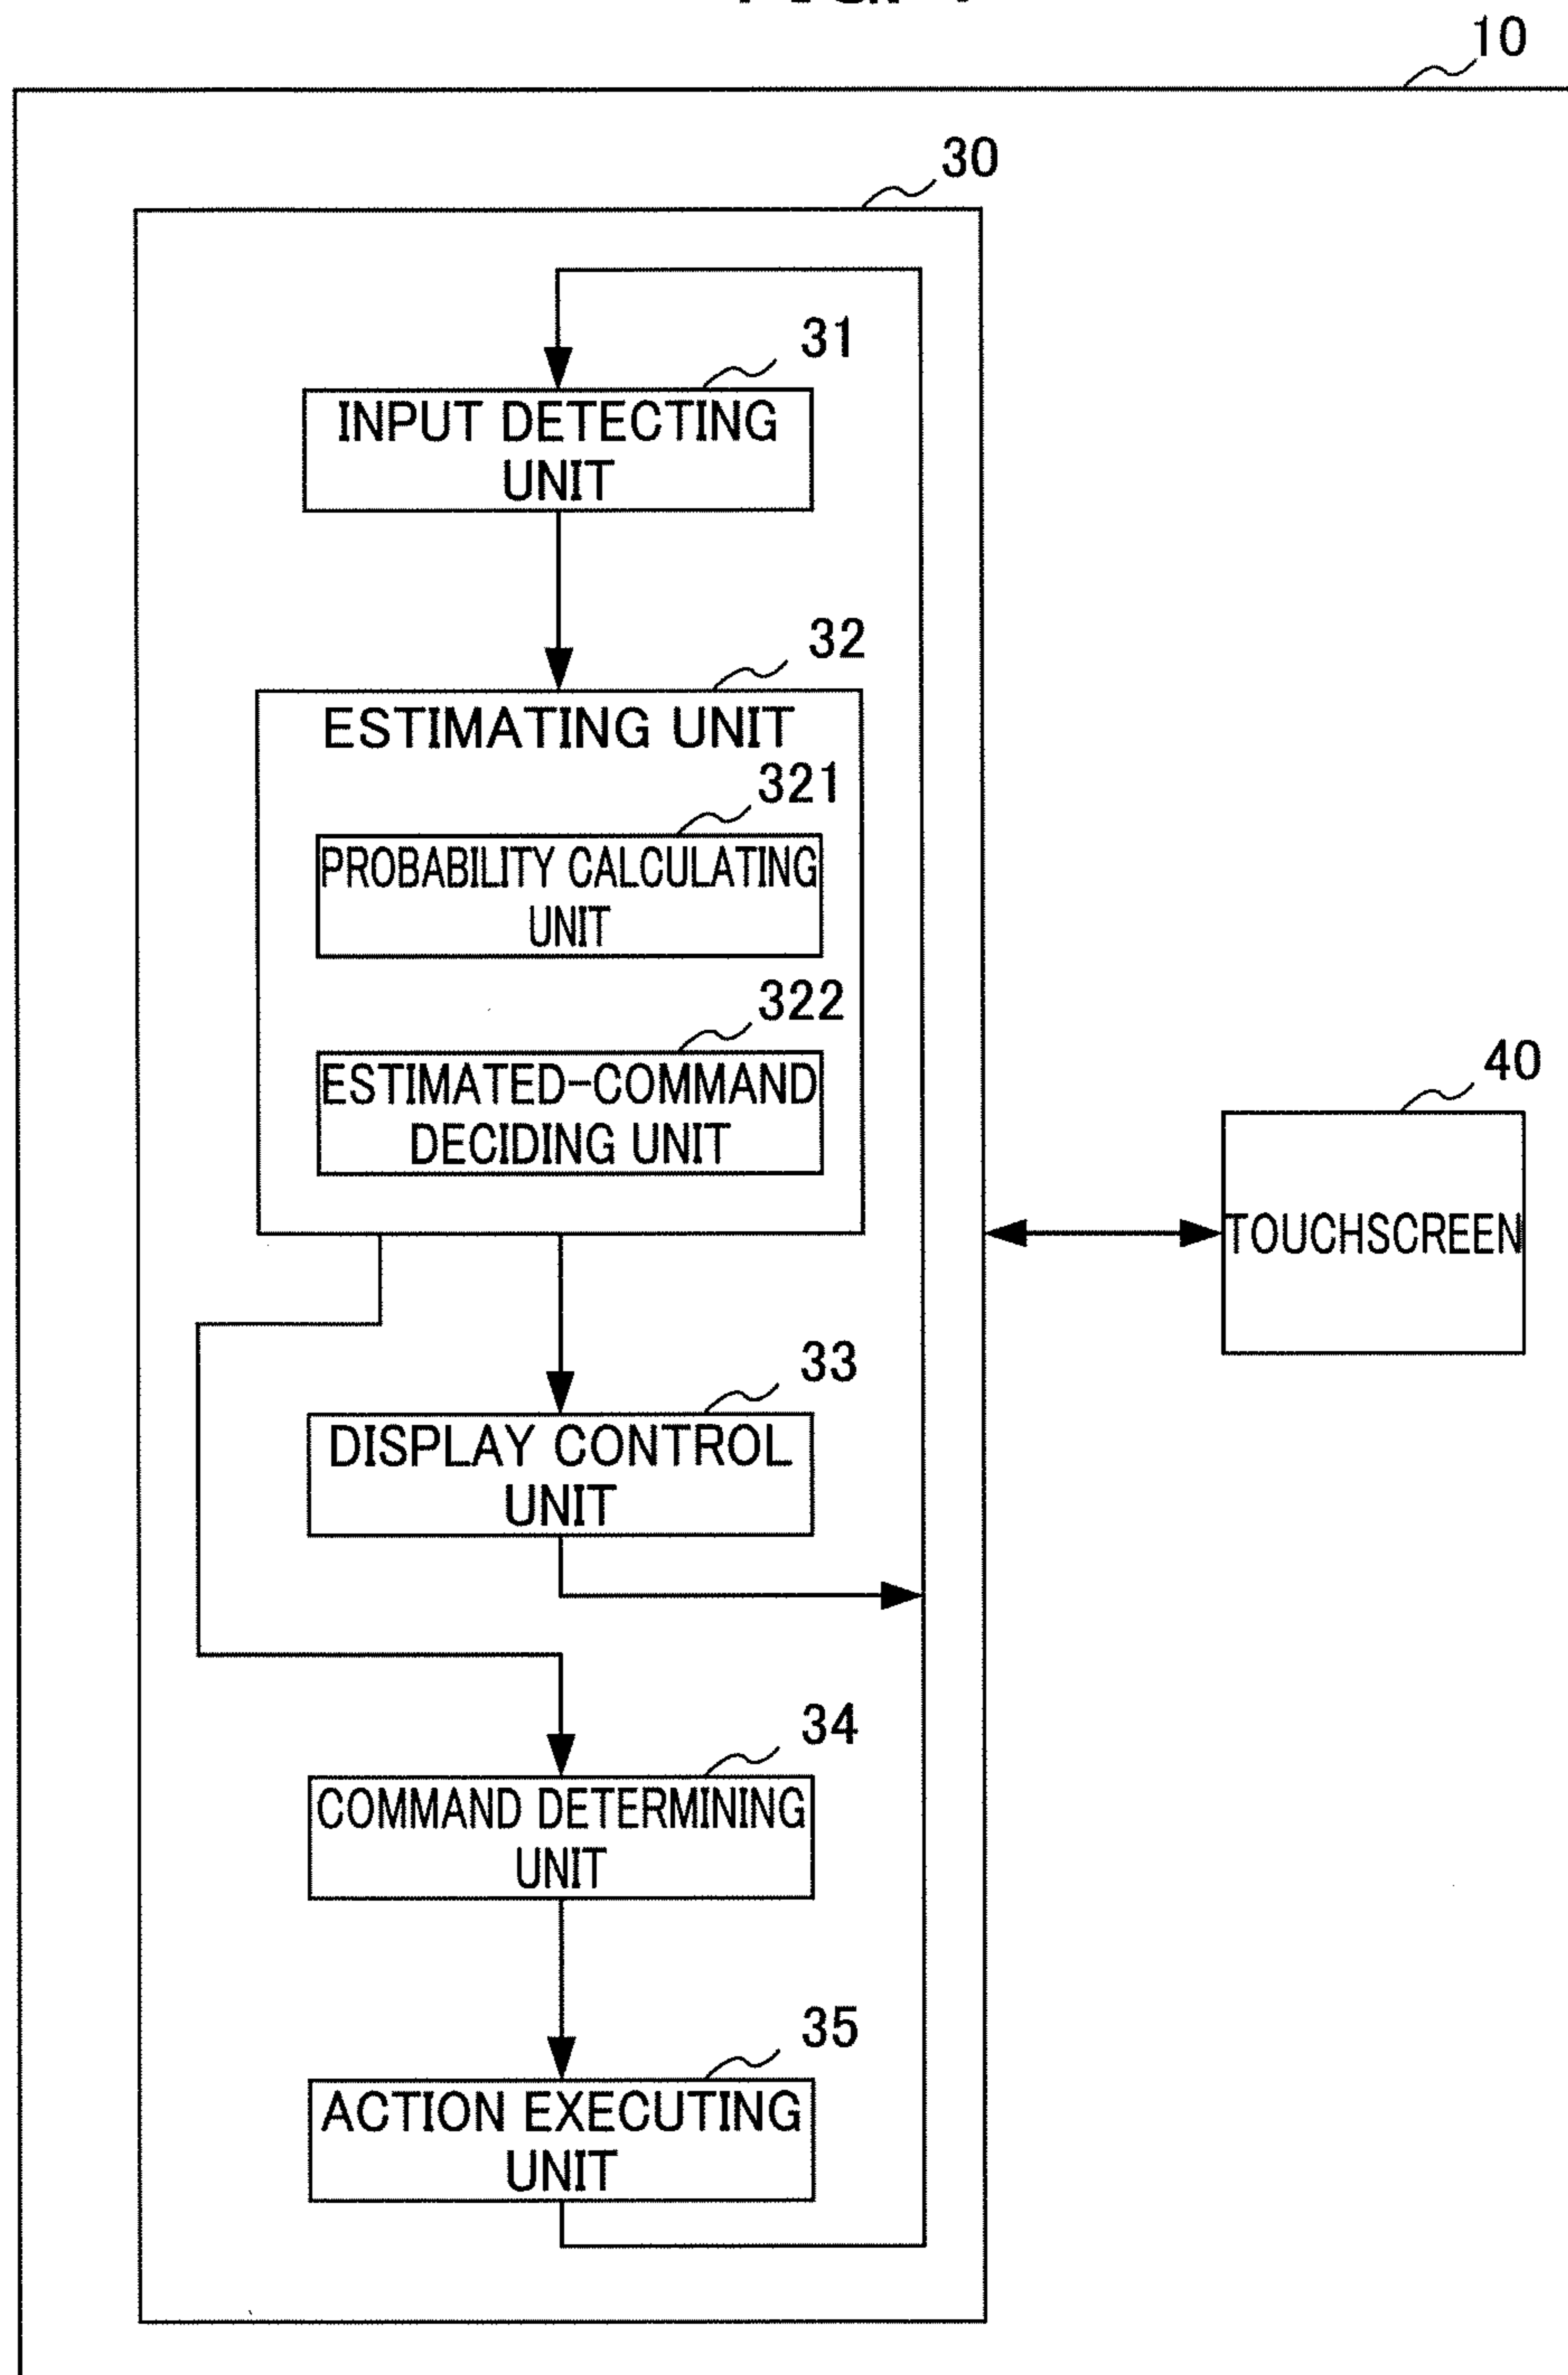 10
30
31
INPUT DETECTING
UNIT
32
ESTIMATING UNIT
321
PROBABILITY CALCULATING
UNIT
322
ESTIMATED-COMMAND
DECIDING UNIT
40
TOUCHSCREEN
33
DISPLAY CONTROL
UNIT
34
COMMAND DETERMINING
UNIT
35
ACTION EXECUTING
UNIT